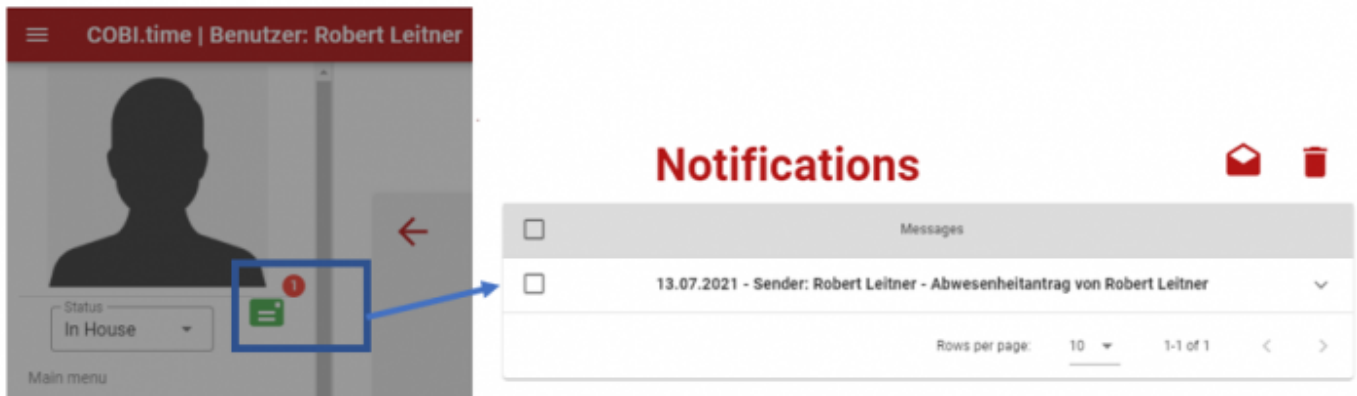 COBI.time | Benutzer: Robert Leitner
1
Status
In House
Main menu
Notifications
Messages
13.07.2021 - Sender: Robert Leitner - Abwesenheitantrag von Robert Leitner
Rows per page: 10 1-1 of 1